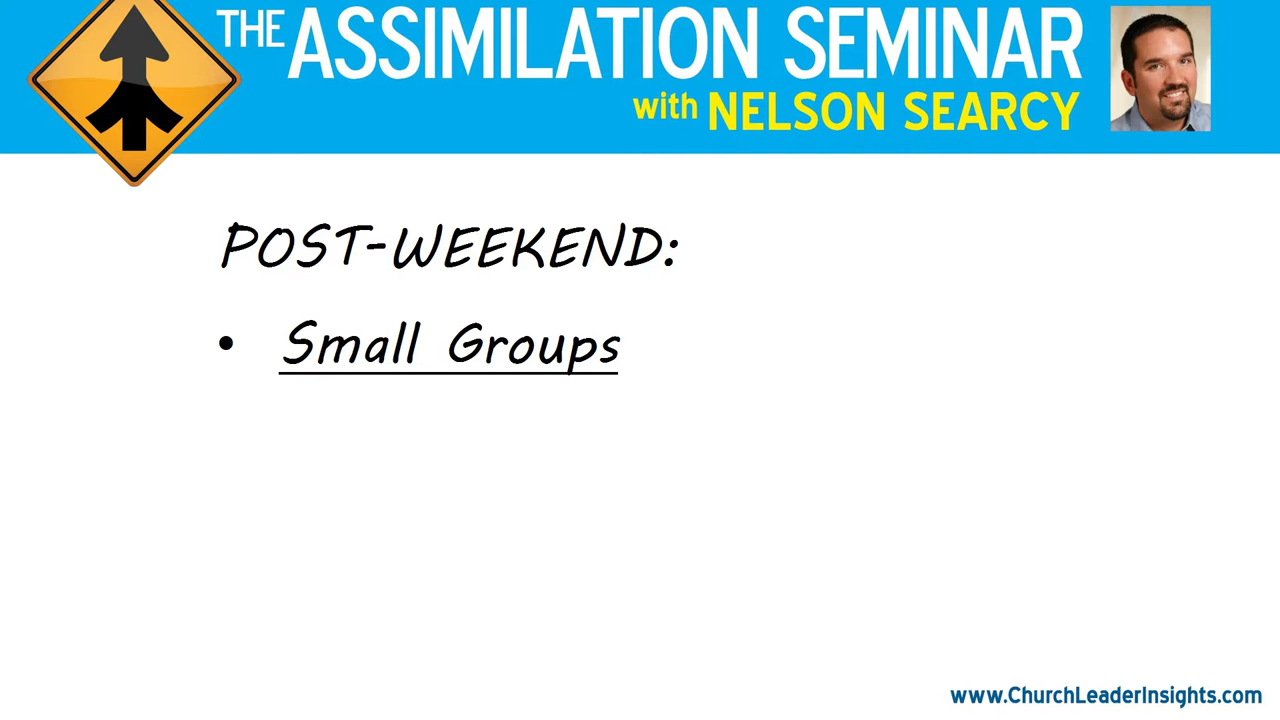 THE ASSIMILATION SEMINAR
with NELSON SEARCY
POST-WEEKEND:
• Small Groups
www.ChurchLeaderInsights.com